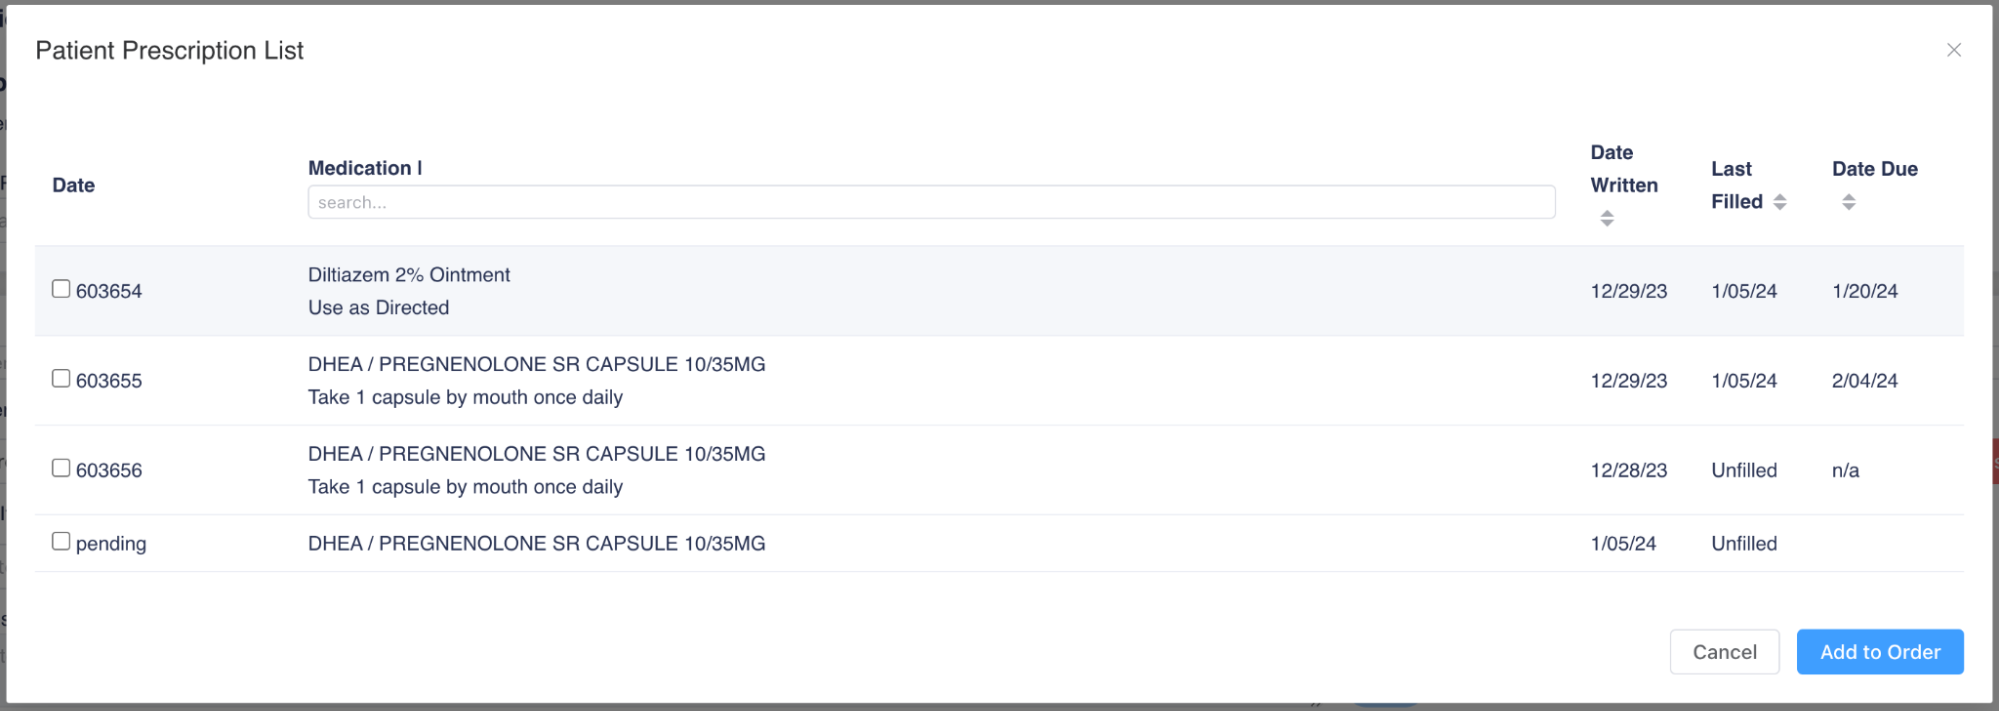 Patient Prescription List
Date
Medication |
search...
Date
Written
Last
Filled
Date Due
603654
Diltiazem 2% Ointment
Use as Directed
12/29/23
1/05/24
1/20/24
603655
DHEA / PREGNENOLONE SR CAPSULE 10/35MG
Take 1 capsule by mouth once daily
12/29/23
1/05/24
2/04/24
603656
DHEA / PREGNENOLONE SR CAPSULE 10/35MG
Take 1 capsule by mouth once daily
12/28/23
Unfilled
n/a
pending
DHEA / PREGNENOLONE SR CAPSULE 10/35MG
1/05/24
Unfilled
Cancel
Add to Order